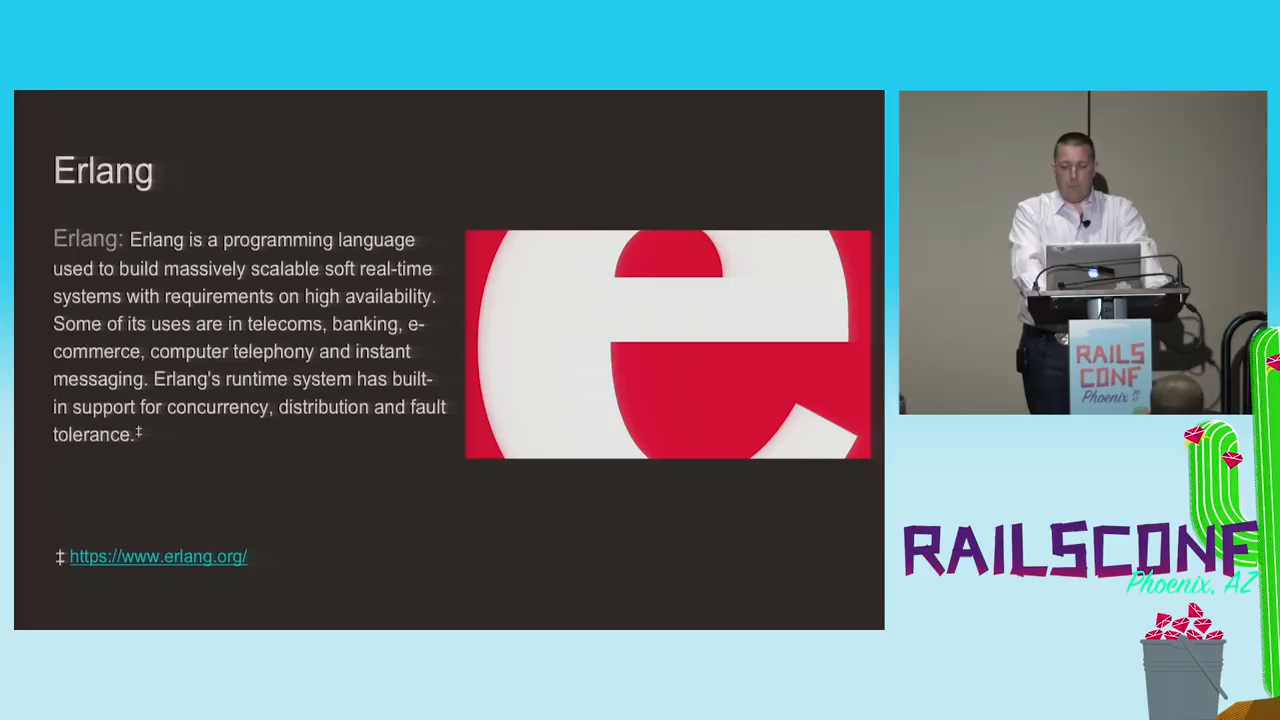 Erlang
Erlang: Erlang is a programming language
used to build massively scalable soft real-time
systems with requirements on high availability.
Some of its uses are in telecoms, banking, e-
commerce, computer telephony and instant
messaging. Erlang's runtime system has built-
in support for concurrency, distribution and fault
tolerance.‡
‡ https://www.erlang.org/
e
RAILS
CONF
Phoenix
RAILSCONF
Phoenix, AZ